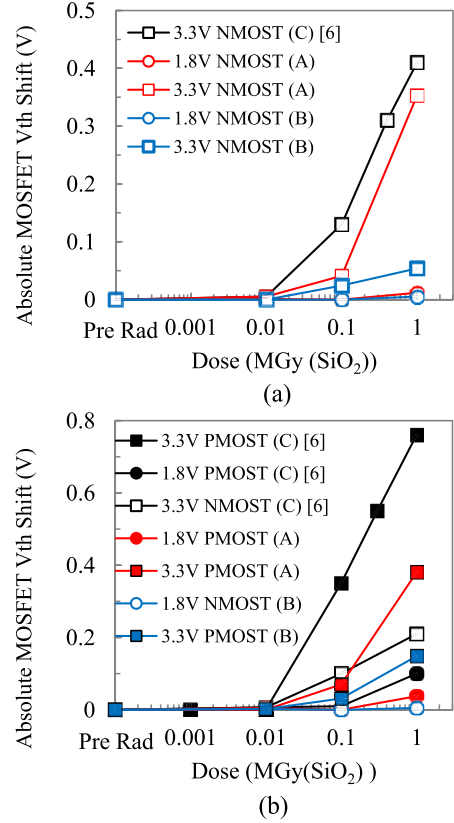 Absolute MOSFET Vth Shift (V)
0.5
0.4
0.3
0.2
0.1
0
3.3V NMOST (C) [6]
1.8V NMOST (A)
3.3V NMOST (A)
1.8V NMOST (B)
3.3V NMOST (B)
Pre Rad 0.001 0.01 0.1 1
Dose (MGy (SiO₂))
(a)
Absolute MOSFET Vth Shift (V)
0.8
0.6
0.4
0.2
0
3.3V PMOST (C) [6]
1.8V PMOST (C) [6]
3.3V NMOST (C) [6]
1.8V PMOST (A)
3.3V PMOST (A)
1.8V NMOST (B)
3.3V PMOST (B)
Pre Rad 0.001 0.01 0.1 1
Dose (MGy(SiO₂) )
(b)